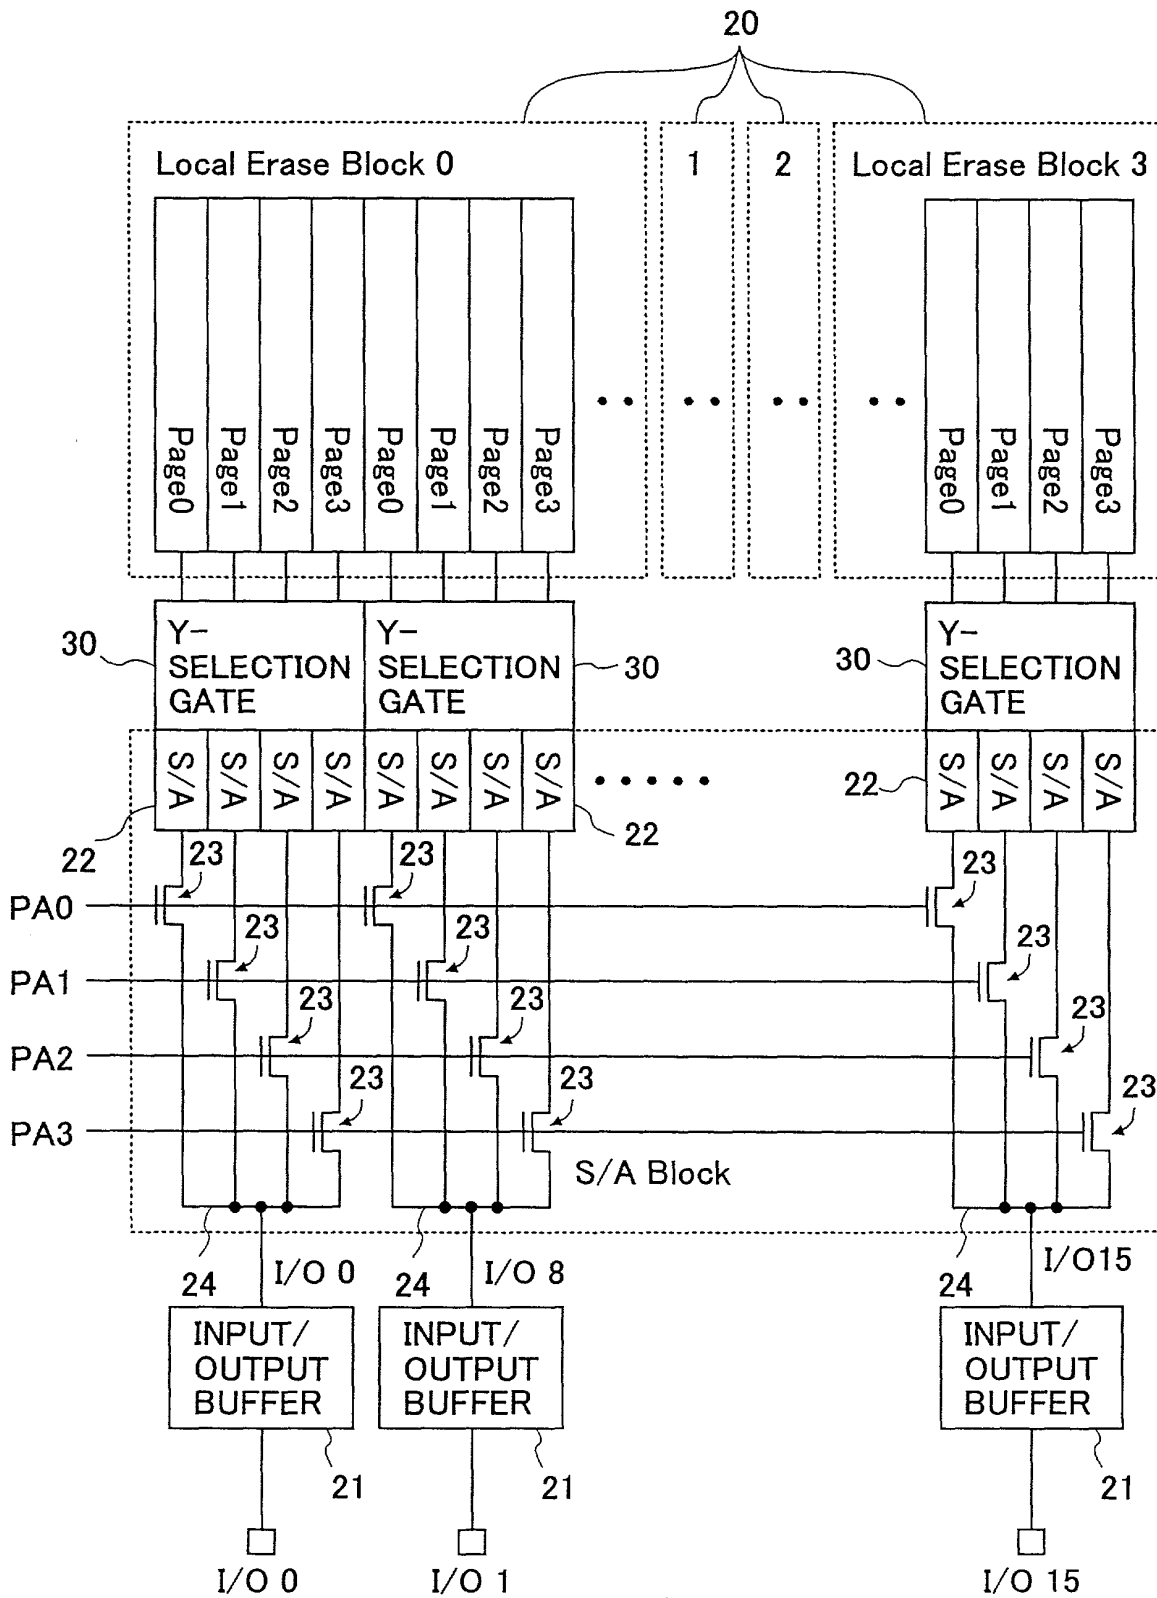 20
Local Erase Block 0
1
2
Local Erase Block 3
Page0
Page1
Page2
Page3
Page0
Page1
Page2
Page3
Page0
Page1
Page2
Page3
30
Y-
SELECTION
GATE
Y-
SELECTION
GATE
30
30
Y-
SELECTION
GATE
S/A
S/A
S/A
S/A
S/A
S/A
S/A
S/A
22
S/A
S/A
S/A
S/A
22
22
23
23
23
PA0
23
23
23
PA1
23
23
23
PA2
23
23
23
PA3
S/A Block
24
I/O 0
24
I/O 8
24
I/O15
INPUT/
OUTPUT
BUFFER
INPUT/
OUTPUT
BUFFER
INPUT/
OUTPUT
BUFFER
21
21
21
I/O 0
I/O 1
I/O 15